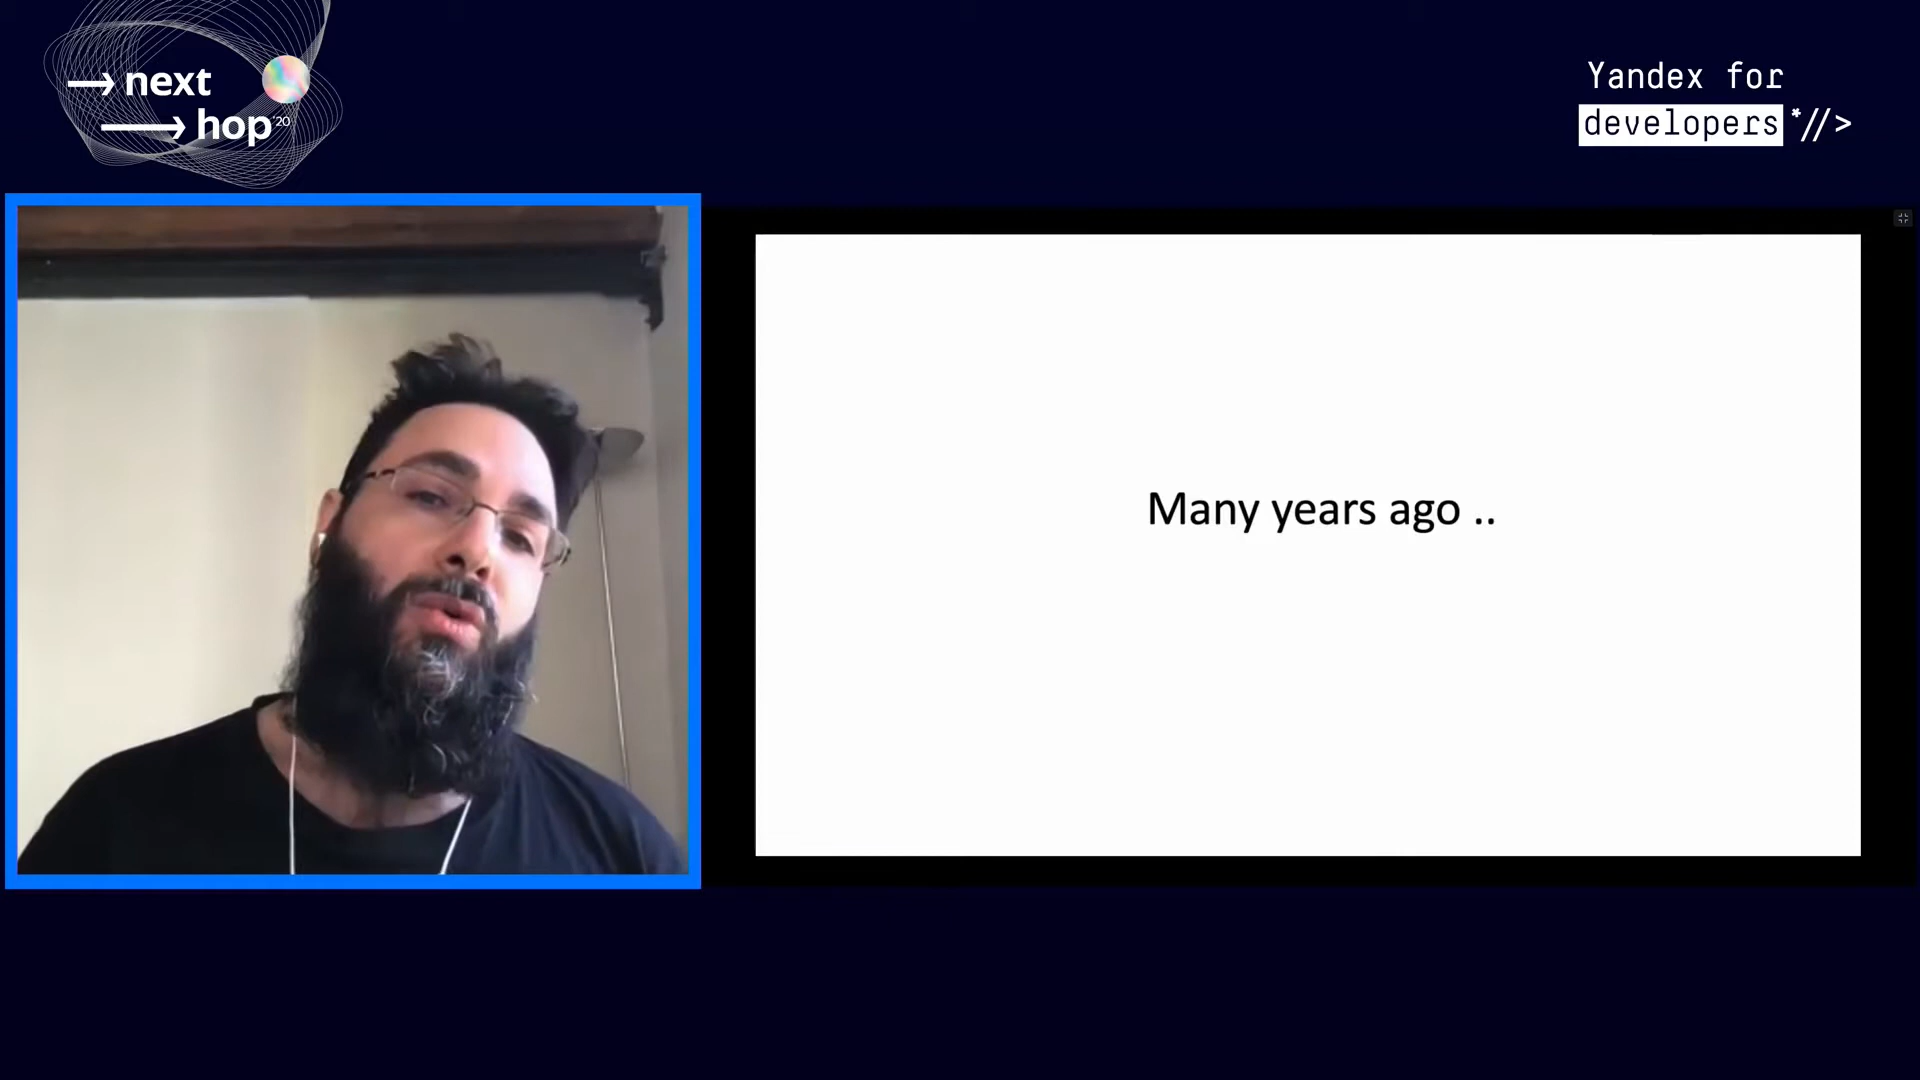 next
hop '20
Yandex for
developers *//>
Many years ago ..